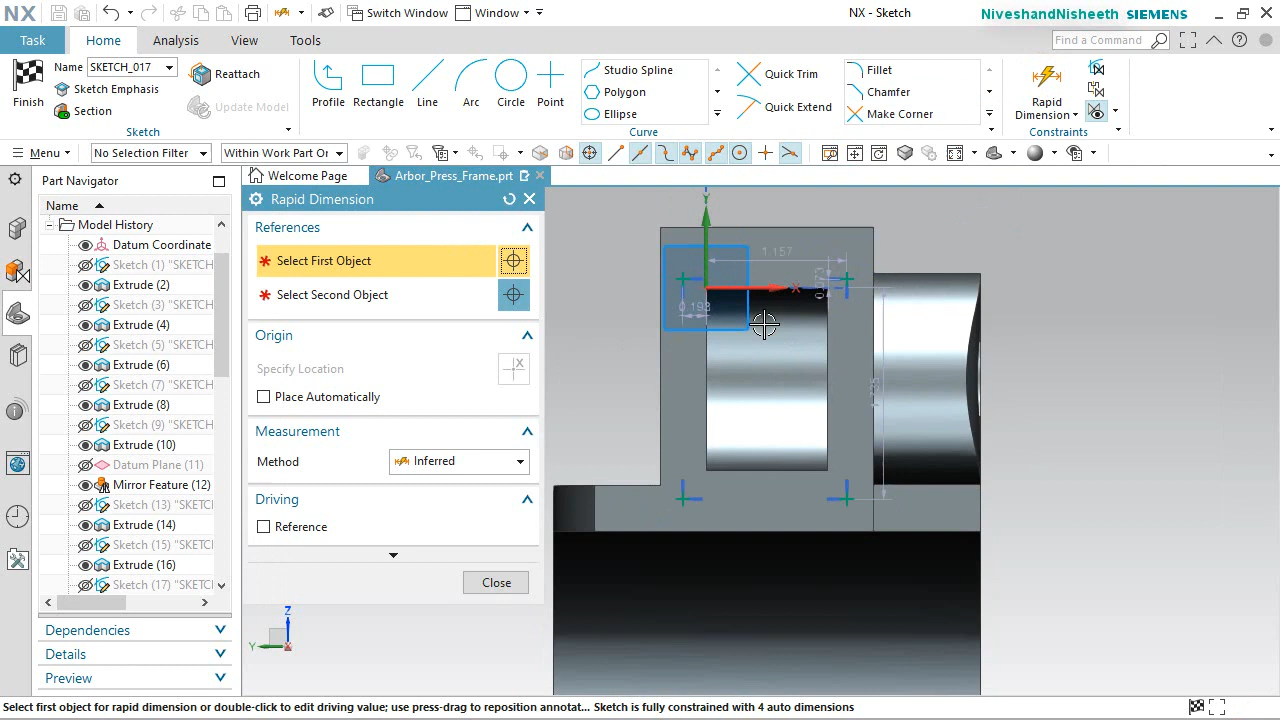 NX
Switch Window
Window
NX - Sketch
NiveshandNisheeth SIEMENS
Task
Home
Analysis
View
Tools
Find a Command
Finish
Name SKETCH_017
Sketch Emphasis
Section
Reattach
Update Model
Sketch
Profile
Rectangle
Line
Arc
Circle
Point
Studio Spline
Polygon
Ellipse
Curve
Quick Trim
Quick Extend
Fillet
Chamfer
Make Corner
Rapid
Dimension
Constraints
Menu
No Selection Filter
Within Work Part Or
Part Navigator
Name
Model History
Datum Coordinate
Sketch (1) "SKETCH
Extrude (2)
Sketch (3) "SKETCH
Extrude (4)
Sketch (5) "SKETCH
Extrude (6)
Sketch (7) "SKETCH
Extrude (8)
Sketch (9) "SKETCH
Extrude (10)
Datum Plane (11)
Mirror Feature (12)
Sketch (13) "SKETC
Extrude (14)
Sketch (15) "SKETC
Extrude (16)
Sketch (17) "SKETC
Dependencies
Details
Preview
Welcome Page
Arbor_Press_Frame.prt
Rapid Dimension
References
* Select First Object
* Select Second Object
Origin
Specify Location
Place Automatically
Measurement
Method
Inferred
Driving
Reference
Close
Y
1.157
X
0.193
Z
Y
X
Select first object for rapid dimension or double-click to edit driving value; use press-drag to reposition annotat... Sketch is fully constrained with 4 auto dimensions